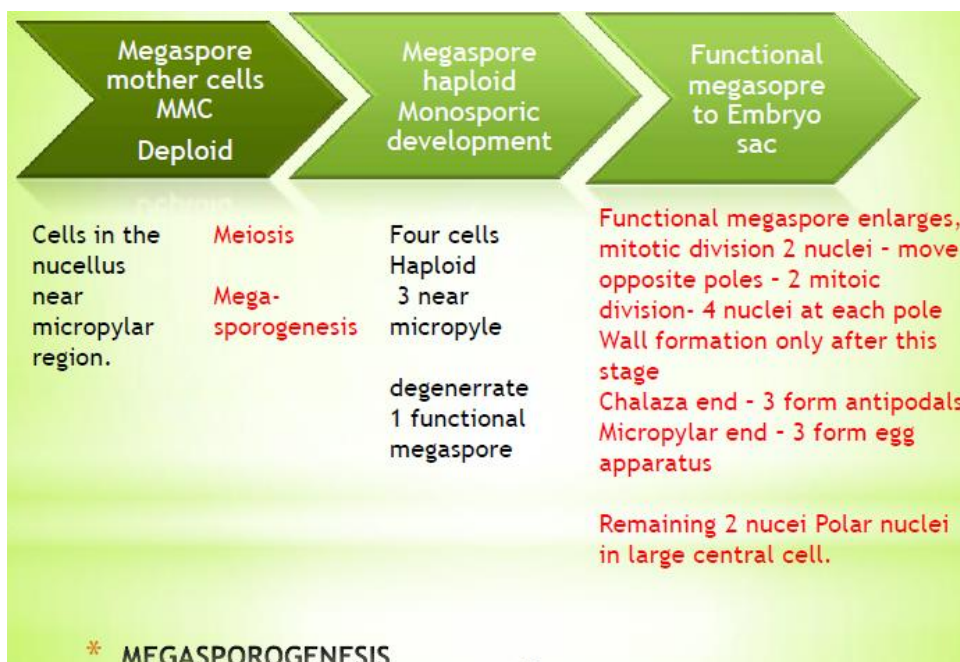 Megaspore
mother cells
MMC
Deploid
Megaspore
haploid
Monosporic
development
Functional
megasopre
to Embryo
sac
Cells in the
nucellus
near
micropylar
region.
Meiosis
Mega-
sporogenesis
Four cells
Haploid
3 near
micropyle
degenerrate
1 functional
megaspore
Functional megaspore enlarges,
mitotic division 2 nuclei - move
opposite poles - 2 mitoic
division- 4 nuclei at each pole
Wall formation only after this
stage
Chalaza end - 3 form antipodals
Micropylar end - 3 form egg
apparatus
Remaining 2 nucei Polar nuclei
in large central cell.
* MEGASPOROGENESIS